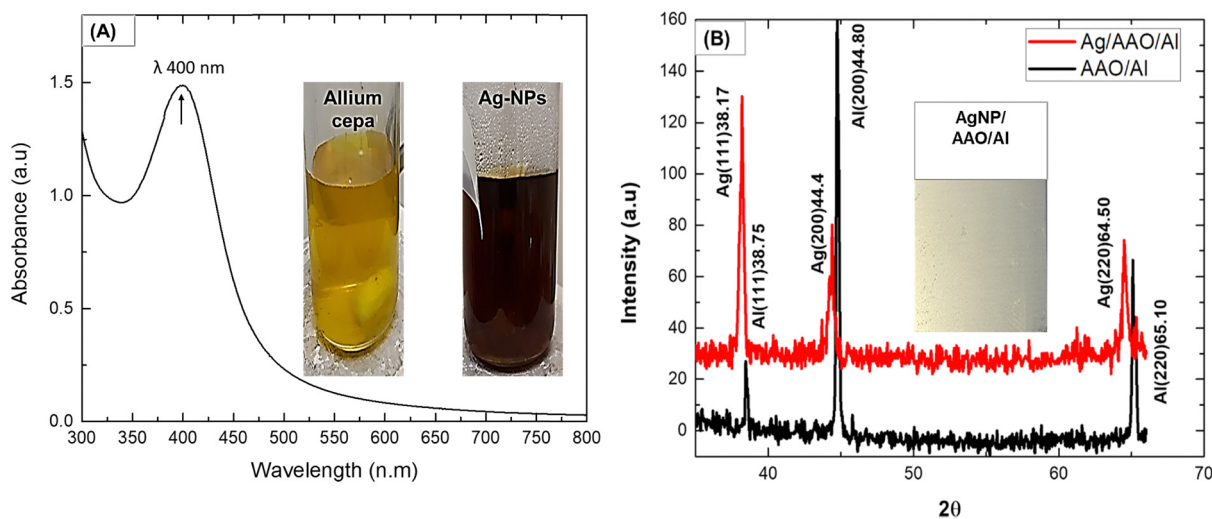 (A)
λ 400 nm
Allium
cepa
Ag-NPs
Absorbance (a.u)
1.5
1.0
0.5
0.0
300 350 400 450 500 550 600 650 700 750 800
Wavelength (n.m)
(B)
Ag/AAO/Al
AAO/Al
AgNP/
AAO/Al
Ag(111)38.17
Al(111)38.75
Ag(200)44.4
Al(200)44.80
Ag(220)64.50
Al(220)65.10
Intensity (a.u)
160
140
120
100
80
60
40
20
0
40 50 60 70
2θ